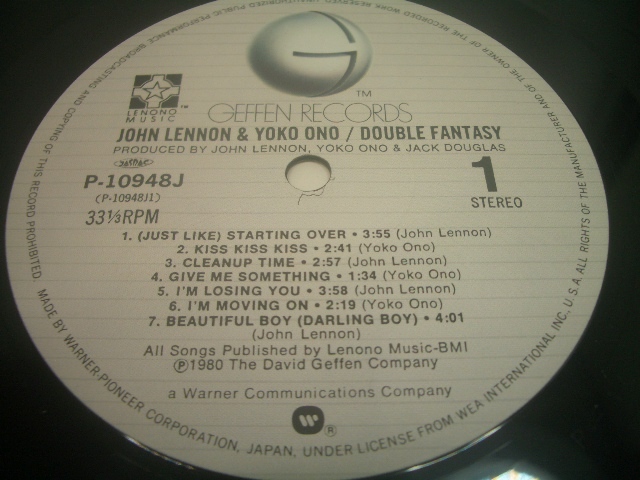 G
™
LENONO™
MUSIC
GEFFEN RECORDS
JOHN LENNON & YOKO ONO / DOUBLE FANTASY
PRODUCED BY JOHN LENNON, YOKO ONO & JACK DOUGLAS
P-10948J
(P-10948J1)
33⅓RPM
1
STEREO
1. (JUST LIKE) STARTING OVER • 3:55 (John Lennon)
2. KISS KISS KISS • 2:41 (Yoko Ono)
3. CLEANUP TIME • 2:57 (John Lennon)
4. GIVE ME SOMETHING • 1:34 (Yoko Ono)
5. I'M LOSING YOU • 3:58 (John Lennon)
6. I'M MOVING ON • 2:19 (Yoko Ono)
7. BEAUTIFUL BOY (DARLING BOY) • 4:01
(John Lennon)
All Songs Published by Lenono Music-BMI
Ⓟ1980 The David Geffen Company
a Warner Communications Company
W®
MADE BY WARNER-PIONEER CORPORATION, JAPAN, UNDER LICENSE FROM WEA INTERNATIONAL INC., U.S.A. ALL RIGHTS OF THE MANUFACTURER AND OF THE OWNER OF THE RECORDED WORK RESERVED. UNAUTHORIZED PUBLIC PERFORMANCE BROADCASTING AND COPYING OF THIS RECORD PROHIBITED.